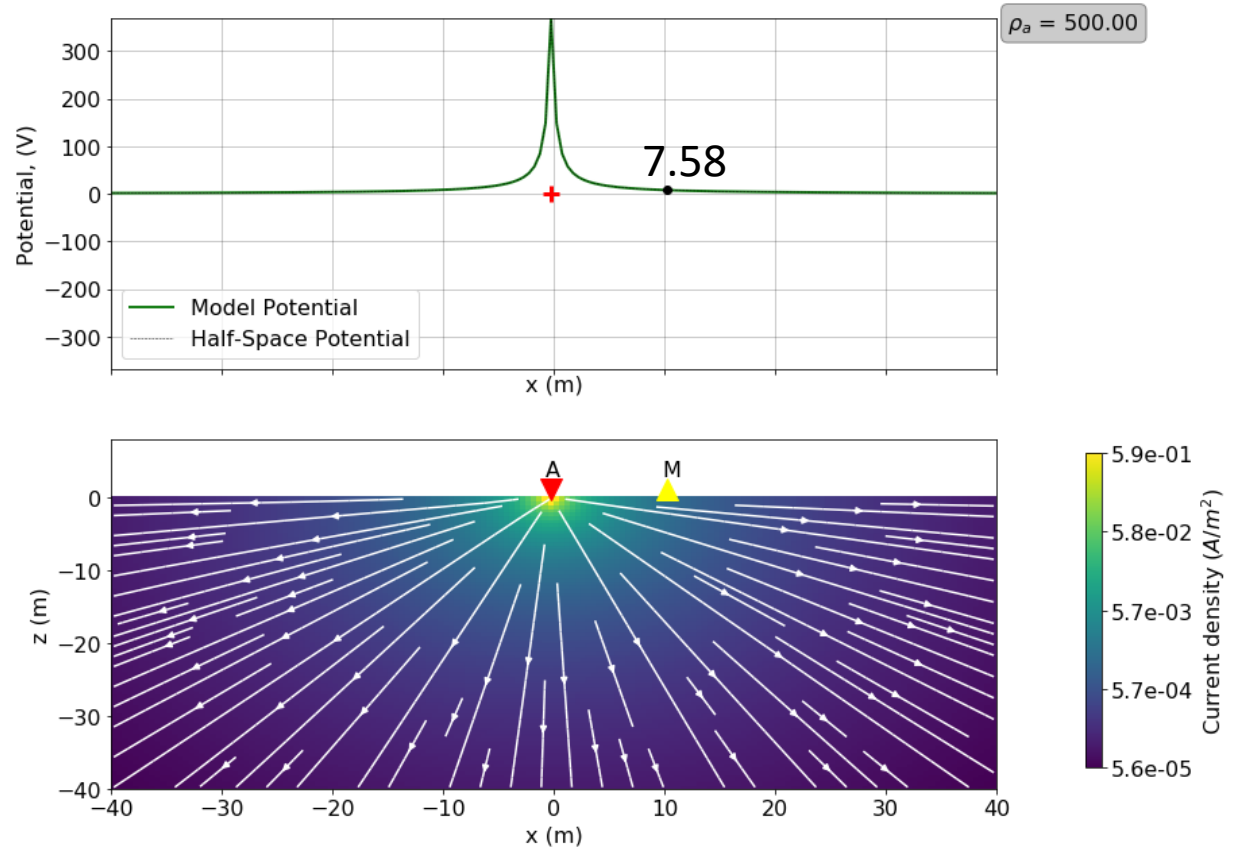 ρₐ = 500.00
300
200
100
0
−100
−200
−300
Potential, (V)
7.58
Model Potential
Half-Space Potential
x (m)
A
M
0
−10
−20
−30
−40
z (m)
−40
−30
−20
−10
0
10
20
30
40
x (m)
5.9e-01
5.8e-02
5.7e-03
5.7e-04
5.6e-05
Current density (A/m²)